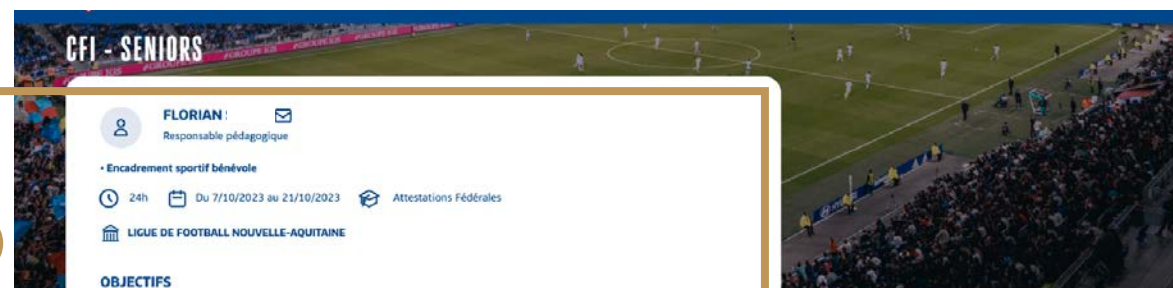 CFI - SENIORS
FLORIAN
Responsable pédagogique
• Encadrement sportif bénévole
24h Du 7/10/2023 au 21/10/2023 Attestations Fédérales
LIGUE DE FOOTBALL NOUVELLE-AQUITAINE
OBJECTIFS